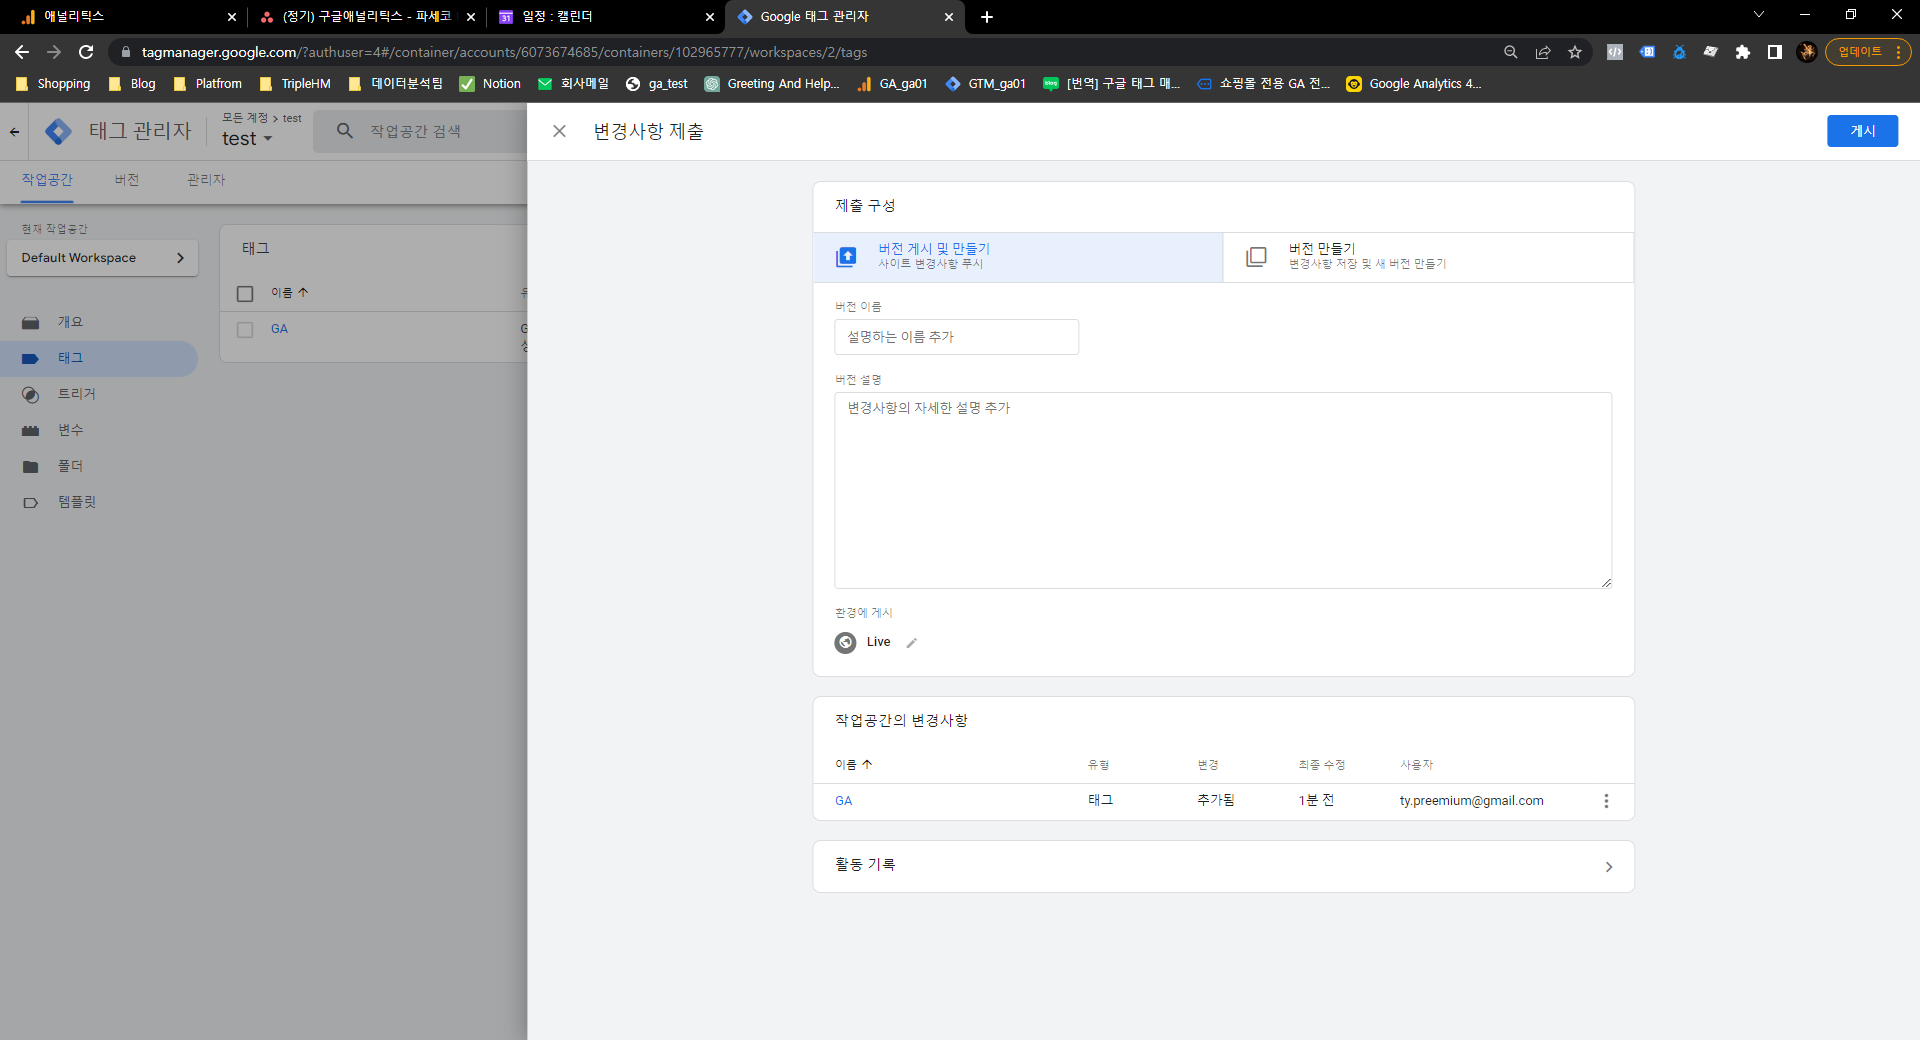 애널리틱스
(정기) 구글애널리틱스 - 파세코
31
일정 : 캘린더
Google 태그 관리자
tagmanager.google.com/?authuser=4#/container/accounts/6073674685/containers/102965777/workspaces/2/tags
업데이트
Shopping
Blog
Platfrom
TripleHM
데이터분석팀
Notion
회사메일
ga_test
Greeting And Help...
GA_ga01
GTM_ga01
[번역] 구글 태그 매...
쇼핑몰 전용 GA 전...
Google Analytics 4...
태그 관리자
모든 계정 > test
test
작업공간 검색
변경사항 제출
게시
작업공간
버전
관리자
현재 작업공간
Default Workspace
개요
태그
트리거
변수
폴더
템플릿
태그
이름
GA
제출 구성
버전 게시 및 만들기
사이트 변경사항 푸시
버전 만들기
변경사항 저장 및 새 버전 만들기
버전 이름
설명하는 이름 추가
버전 설명
변경사항의 자세한 설명 추가
환경에 게시
Live
작업공간의 변경사항
이름 유형 변경 최종 수정 사용자
GA 태그 추가됨 1분 전 ty.preemium@gmail.com
활동 기록